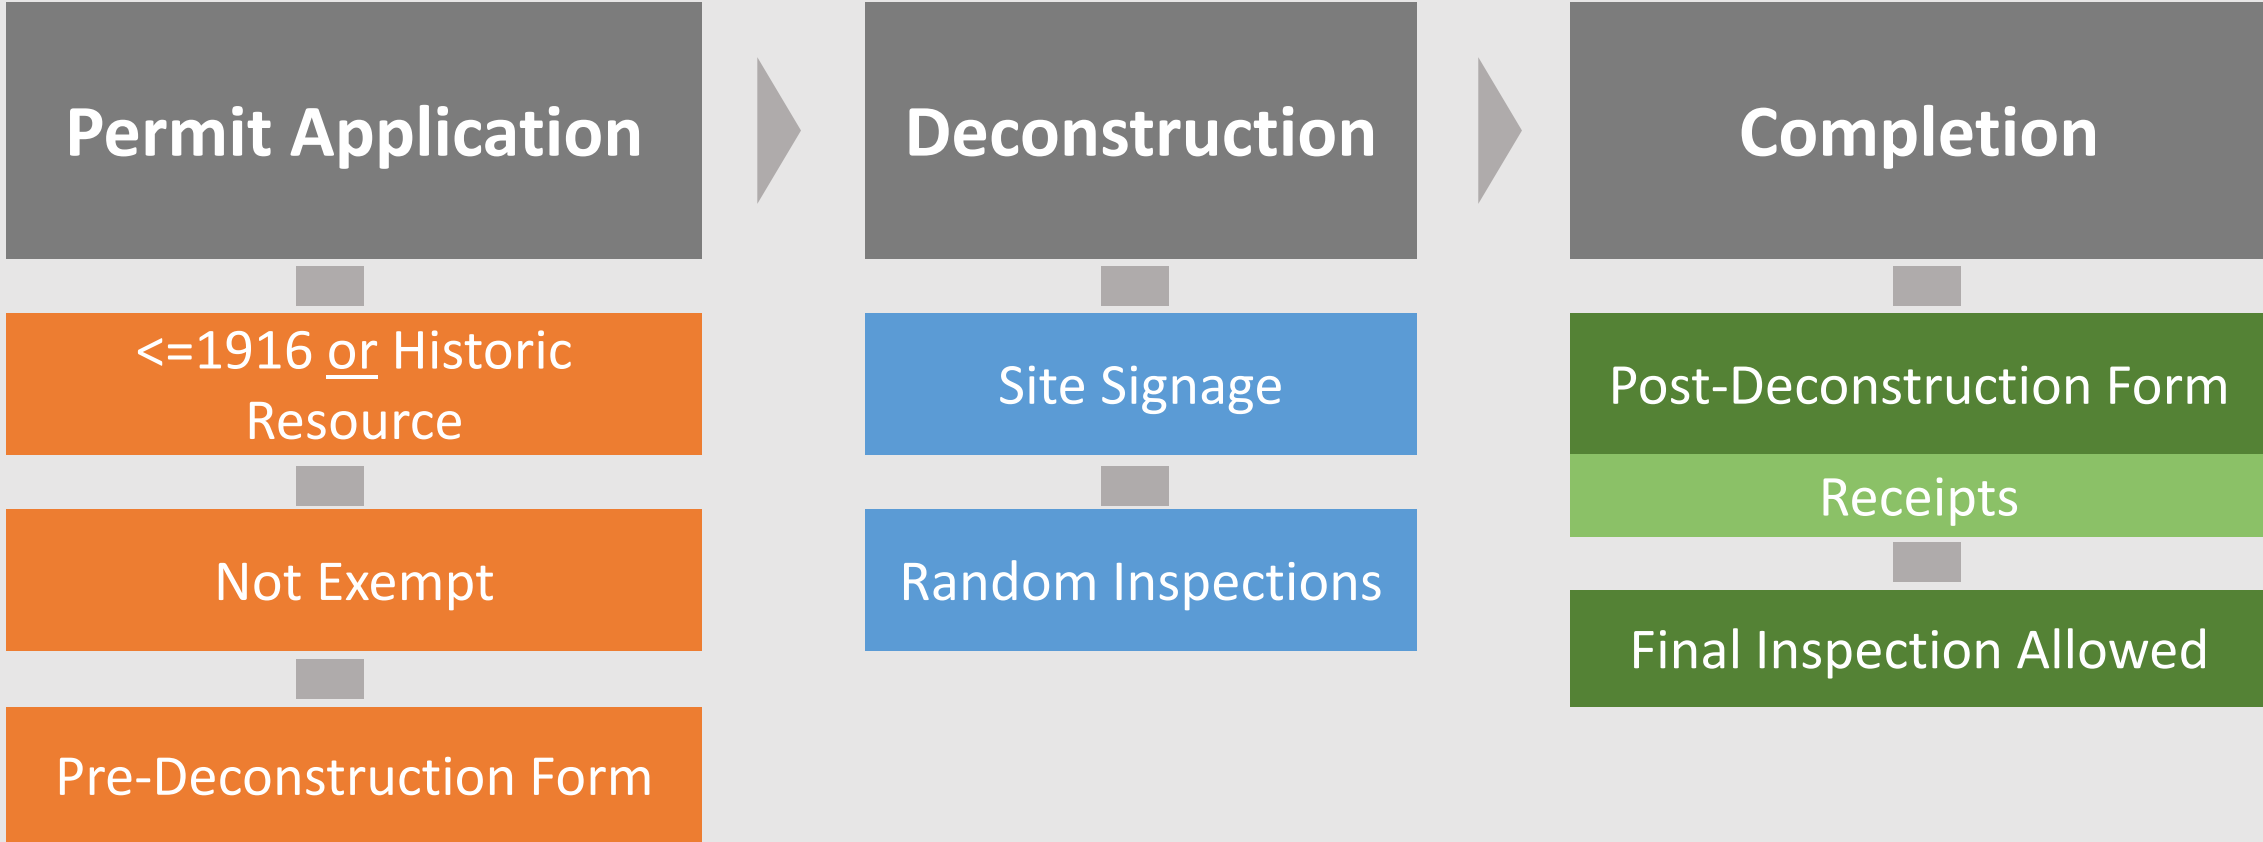 Permit Application
Deconstruction
Completion
<=1916 or Historic
Resource
Not Exempt
Pre-Deconstruction Form
Site Signage
Random Inspections
Post-Deconstruction Form
Receipts
Final Inspection Allowed